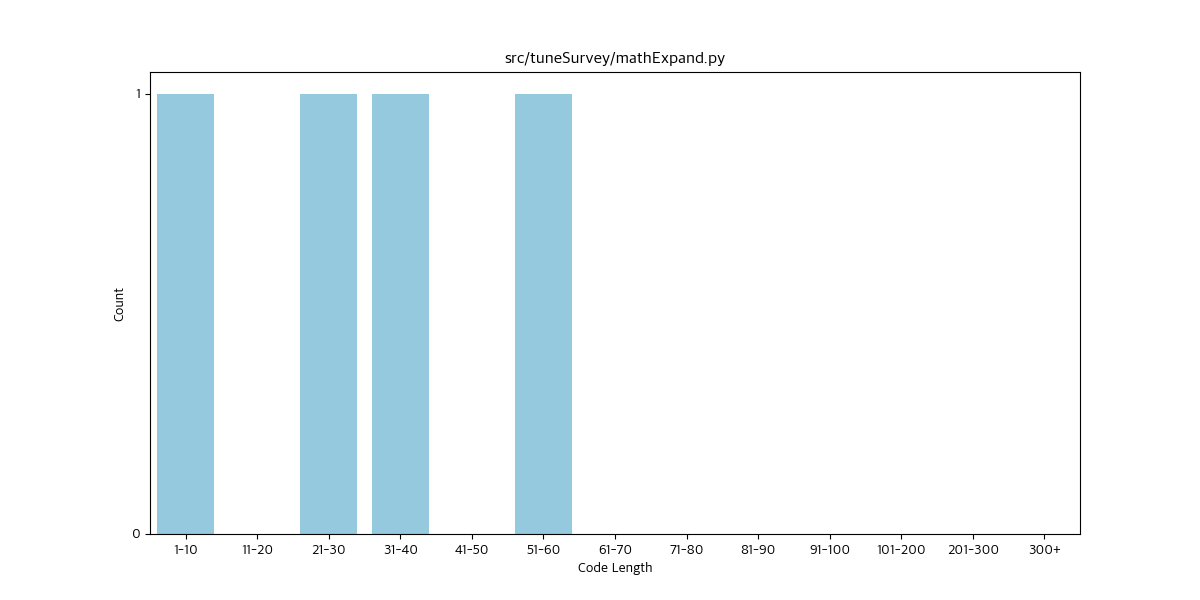 src/tuneSurvey/mathExpand.py
1
Count
0
1-10 11-20 21-30 31-40 41-50 51-60 61-70 71-80 81-90 91-100 101-200 201-300 300+
Code Length